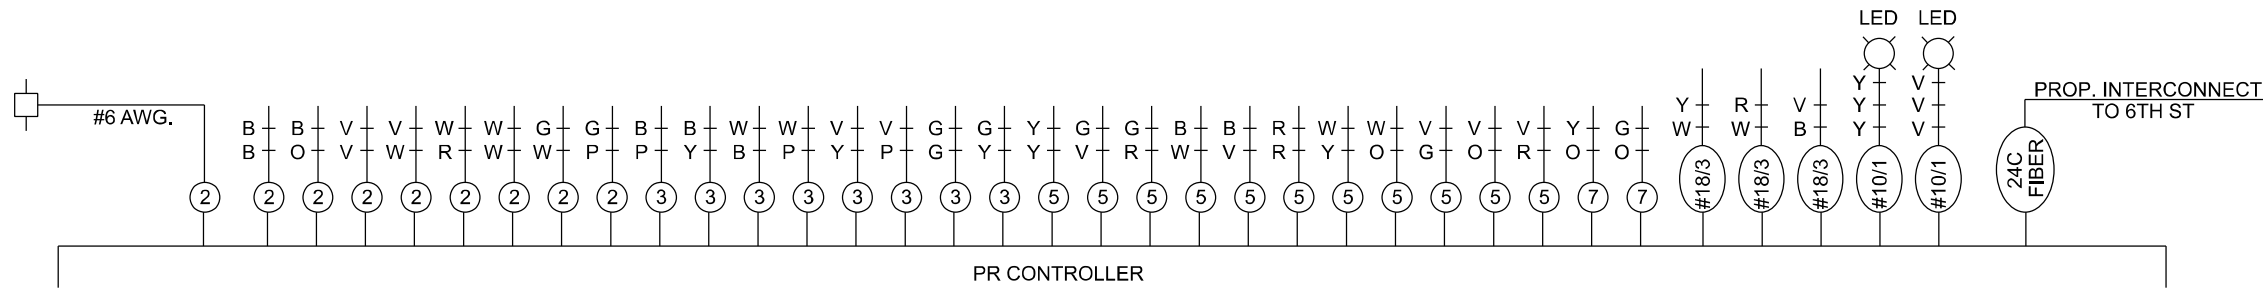 LED LED
PROP. INTERCONNECT
TO 6TH ST
#6 AWG.
Y R V Y V
W W B Y V
Y V
B B V V W W G G B B W W V V G G Y G G B B R W W V V V Y G
B O V W R W W P P Y B P Y P G Y Y V R W V R Y O G O R O O
2 2 2 2 2 2 2 2 2 3 3 3 3 3 3 3 3 5 5 5 5 5 5 5 5 5 5 5 7 7
#18/3 #18/3 #18/3 #10/1 #10/1
24C
FIBER
PR CONTROLLER